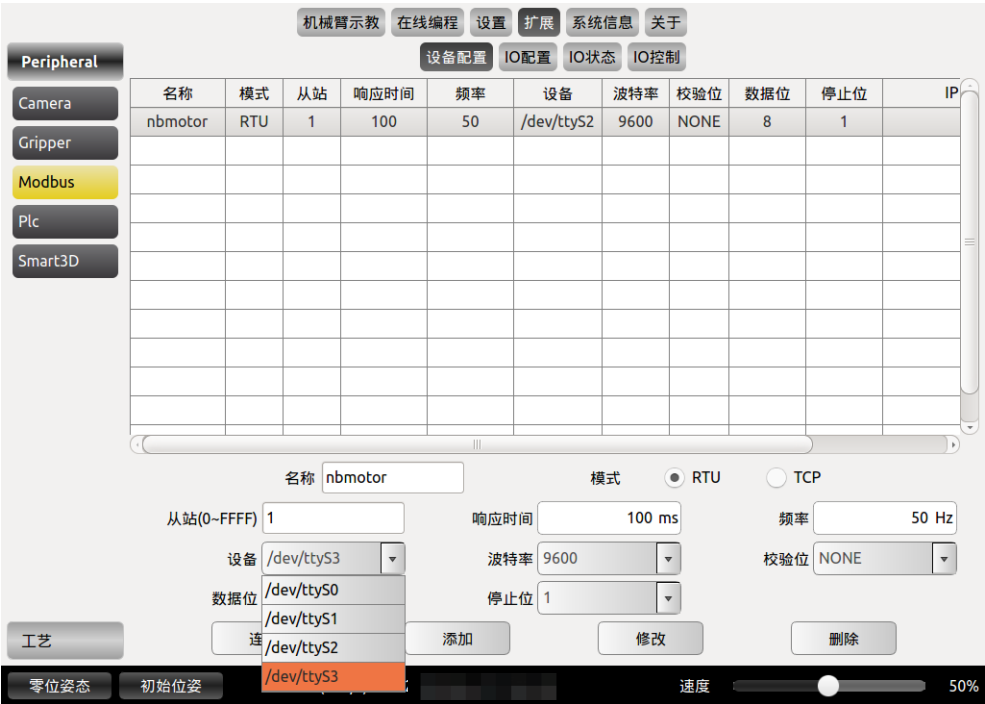 机械臂示教 在线编程 设置 扩展 系统信息 关于
Peripheral 设备配置 IO配置 IO状态 IO控制
Camera
Gripper
Modbus
Plc
Smart3D
名称 模式 从站 响应时间 频率 设备 波特率 校验位 数据位 停止位 IP
nbmotor RTU 1 100 50 /dev/ttyS2 9600 NONE 8 1
名称 nbmotor 模式 RTU TCP
从站(0~FFFF) 1 响应时间 100 ms 频率 50 Hz
设备 /dev/ttyS3 波特率 9600 校验位 NONE
数据位 /dev/ttyS0 停止位 1
/dev/ttyS1
/dev/ttyS2
/dev/ttyS3
工艺 添加 修改 删除
零位姿态 初始位姿 速度 50%